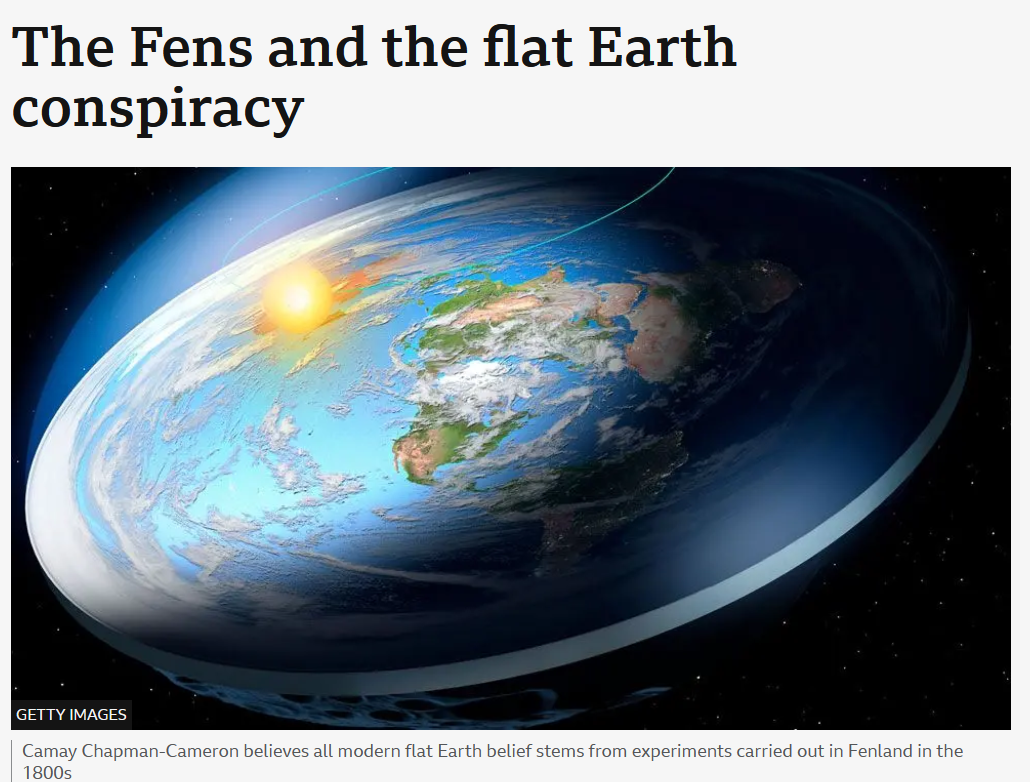 The Fens and the flat Earth
conspiracy
GETTY IMAGES
Camay Chapman-Cameron believes all modern flat Earth belief stems from experiments carried out in Fenland in the
1800s